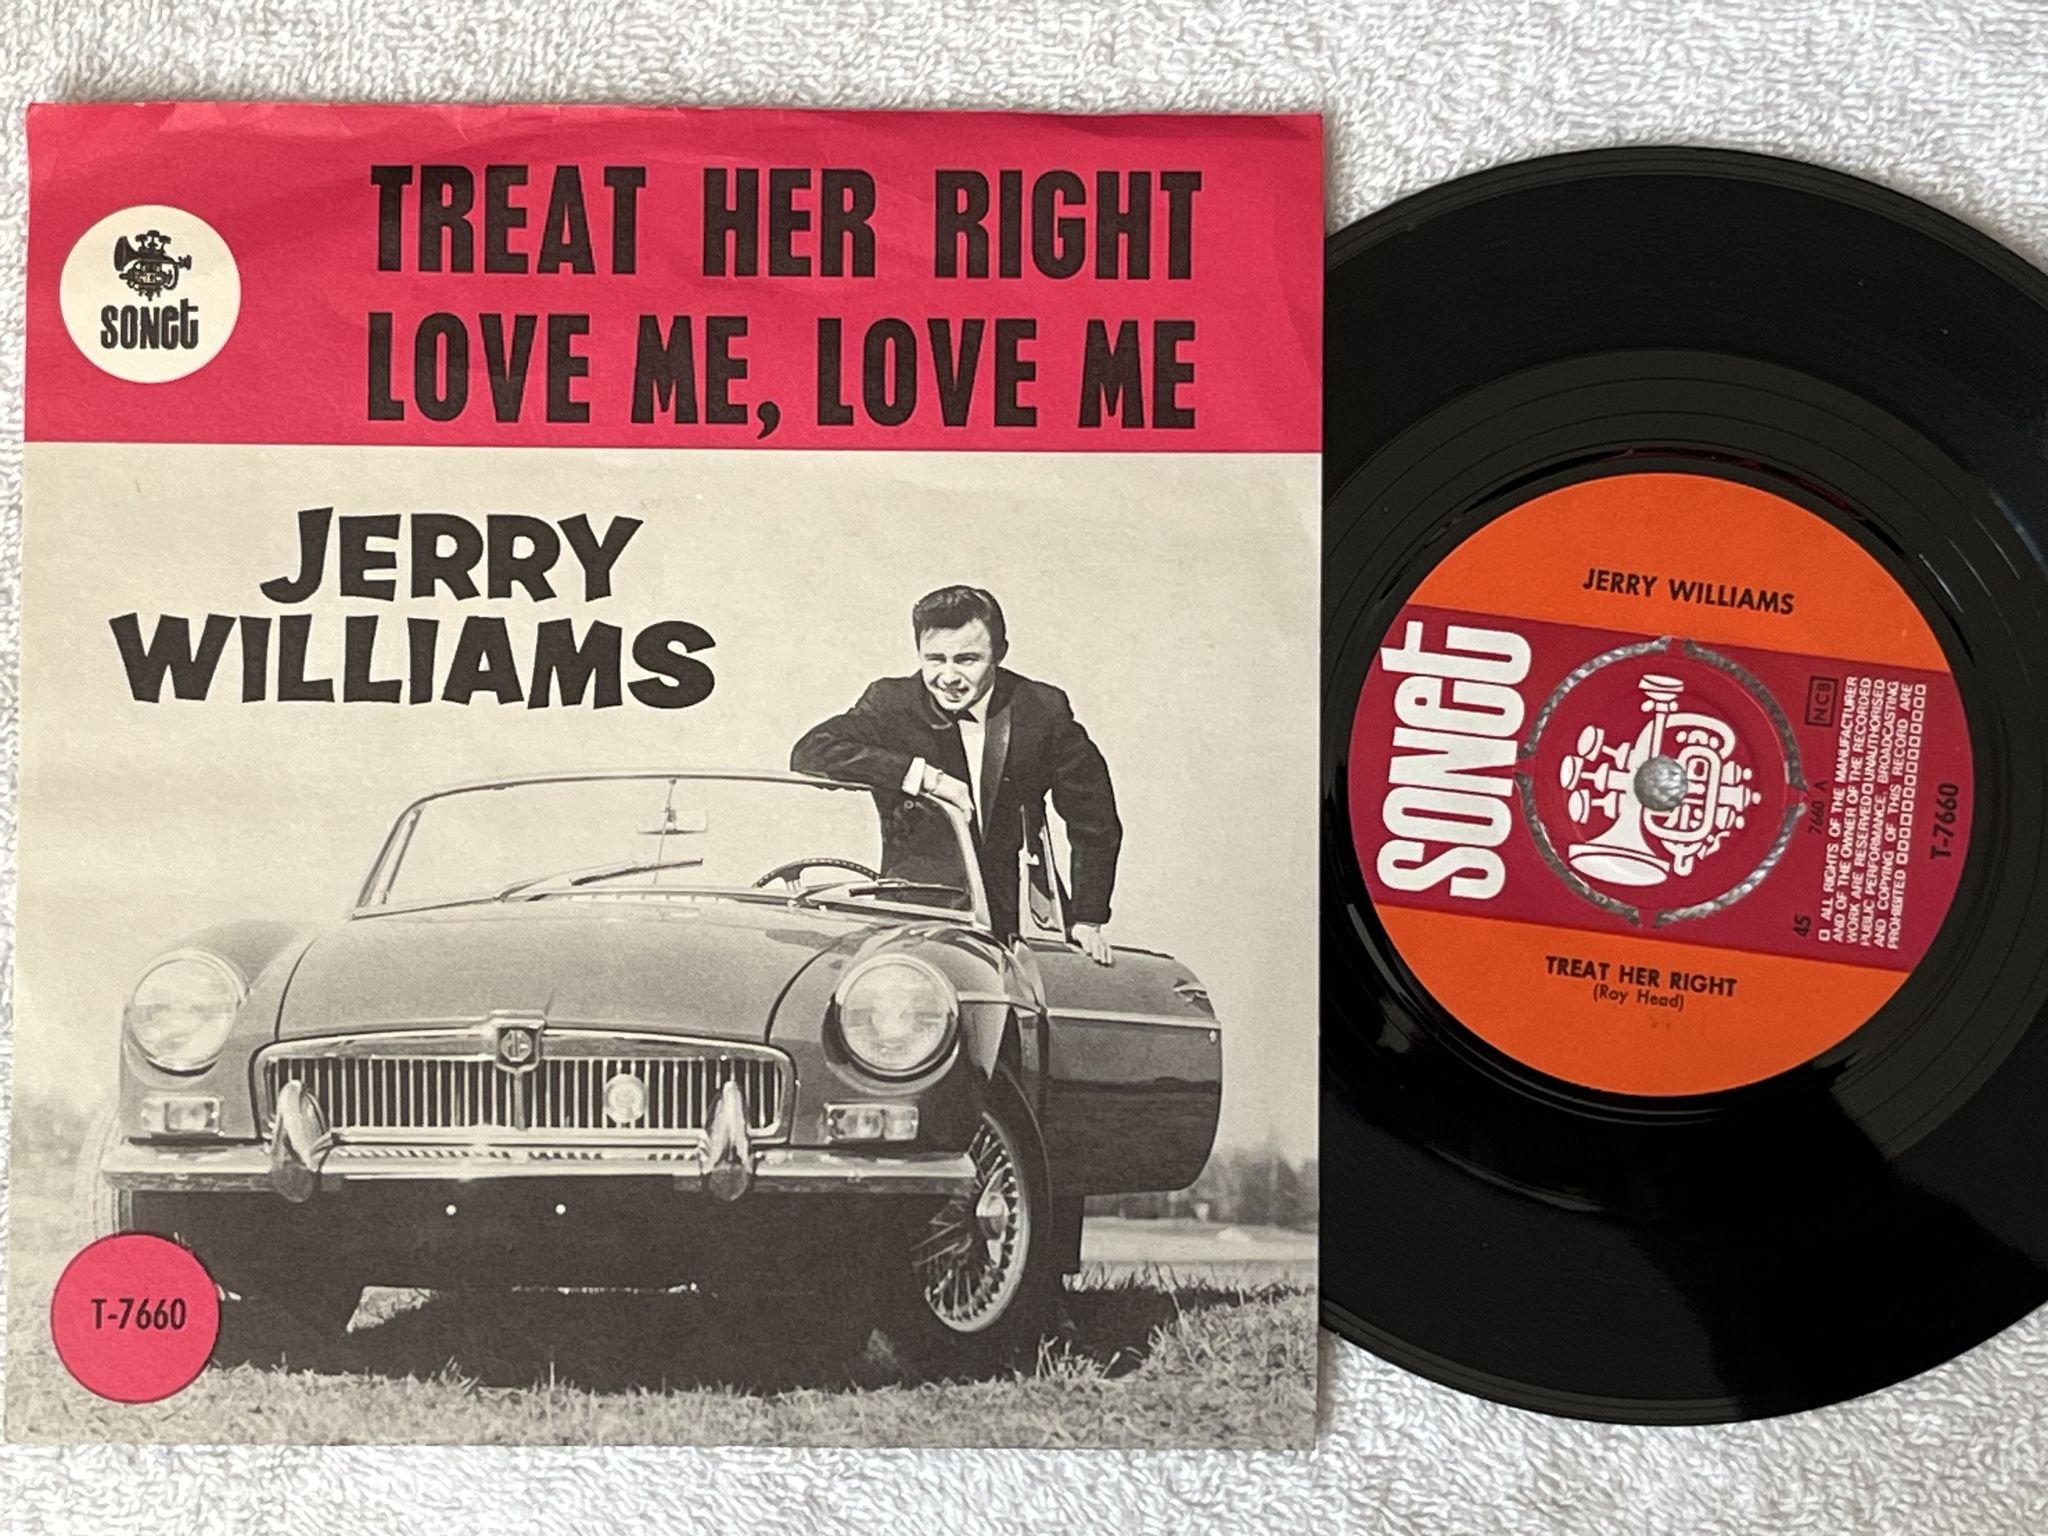 TREAT HER RIGHT
LOVE ME, LOVE ME
SONET
JERRY
WILLIAMS
MG
T-7660
JERRY WILLIAMS
SONET
NCB
7660 A
45
ALL RIGHTS OF THE MANUFACTURER
AND OF THE OWNER OF THE RECORDED
WORK ARE RESERVED UNAUTHORISED
PUBLIC PERFORMANCE, BROADCASTING
AND COPYING OF THIS RECORD ARE
PROHIBITED
T-7660
TREAT HER RIGHT
(Roy Head)